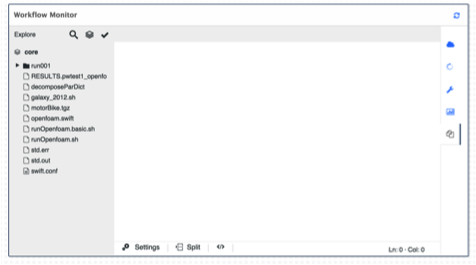 Workflow Monitor
Explore
core
run001
RESULTS.pwtest1_openfo
decomposeParDict
galaxy_2012.sh
motorBike.tgz
openfoam.swift
runOpenfoam.basic.sh
runOpenfoam.sh
std.err
std.out
swift.conf
Settings Split </> Ln: 0 - Col: 0